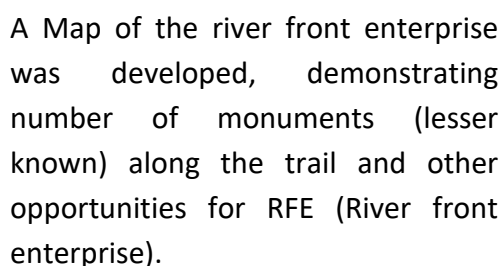 A Map of the river front enterprise
was developed, demonstrating
number of monuments (lesser
known) along the trail and other
opportunities for RFE (River front
enterprise).